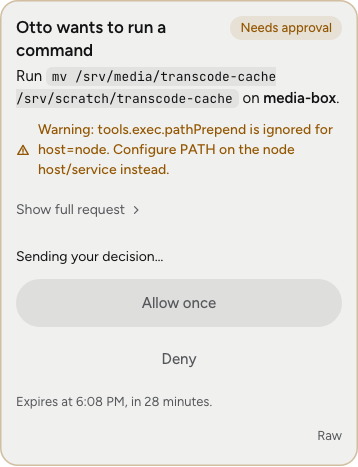 Otto wants to run a
command
Needs approval
Run mv /srv/media/transcode-cache
/srv/scratch/transcode-cache on media-box.
Warning: tools.exec.pathPrepend is ignored for
host=node. Configure PATH on the node
host/service instead.
Show full request
Sending your decision...
Allow once
Deny
Expires at 6:08 PM, in 28 minutes.
Raw